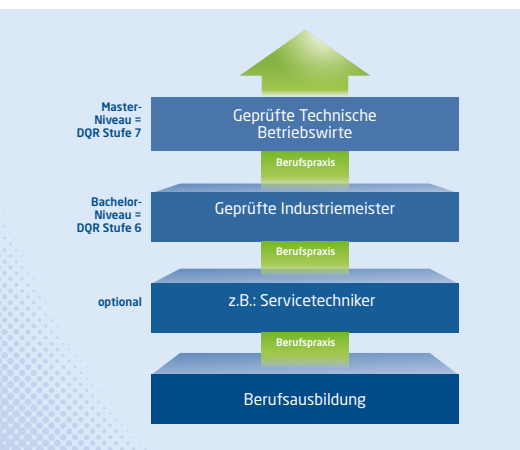 Master-
Niveau =
DQR Stufe 7
Geprüfte Technische
Betriebswirte
Berufspraxis
Bachelor-
Niveau =
DQR Stufe 6
Geprüfte Industriemeister
Berufspraxis
optional
z.B.: Servicetechniker
Berufspraxis
Berufsausbildung